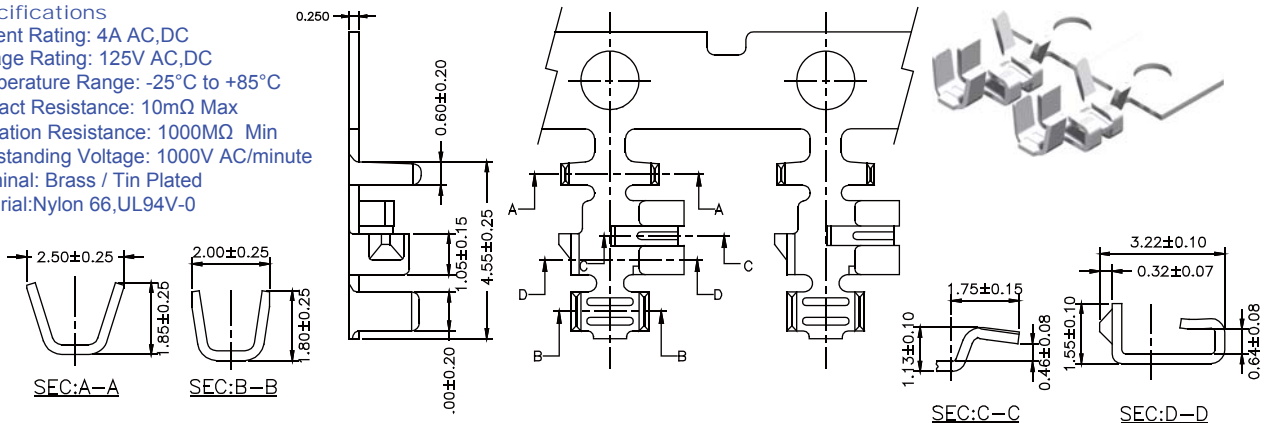 cifications
ent Rating: 4A AC,DC
age Rating: 125V AC,DC
perature Range: -25°C to +85°C
act Resistance: 10mΩ Max
ation Resistance: 1000MΩ Min
standing Voltage: 1000V AC/minute
minal: Brass / Tin Plated
erial:Nylon 66,UL94V-0
0.250
0.60±0.20
1.05±0.15
4.55±0.25
.00±0.20
A
A
C
C
D
D
B
B
2.50±0.25
1.85±0.25
SEC:A-A
2.00±0.25
1.80±0.25
SEC:B-B
1.75±0.15
1.13±0.10
0.46±0.08
SEC:C-C
3.22±0.10
0.32±0.07
1.55±0.10
0.64±0.08
SEC:D-D